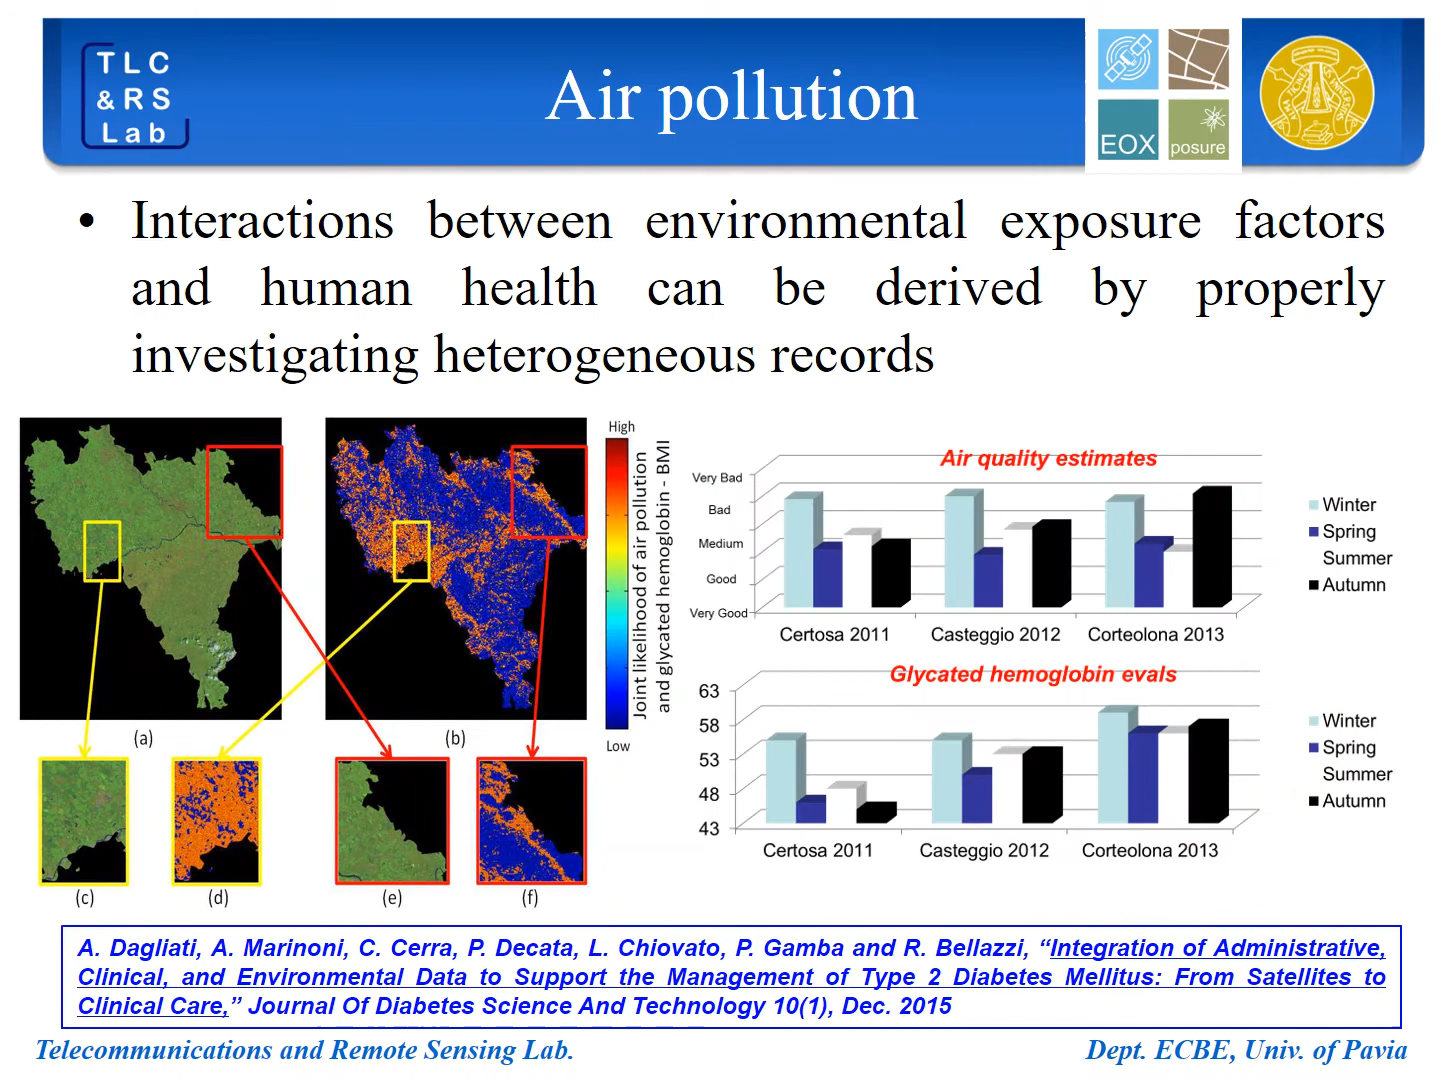 TLC
&RS
Lab
Air pollution
EOX
posure
• Interactions between environmental exposure factors
and human health can be derived by properly
investigating heterogeneous records
High
Joint likelihood of air pollution
and glycated hemoglobin - BMI
Low
(a)
(b)
(c)
(d)
(e)
(f)
Air quality estimates
Very Bad
Bad
Medium
Good
Very Good
Certosa 2011
Casteggio 2012
Corteolona 2013
Winter
Spring
Summer
Autumn
Glycated hemoglobin evals
63
58
53
48
43
Certosa 2011
Casteggio 2012
Corteolona 2013
Winter
Spring
Summer
Autumn
A. Dagliati, A. Marinoni, C. Cerra, P. Decata, L. Chiovato, P. Gamba and R. Bellazzi, “Integration of Administrative,
Clinical, and Environmental Data to Support the Management of Type 2 Diabetes Mellitus: From Satellites to
Clinical Care,” Journal Of Diabetes Science And Technology 10(1), Dec. 2015
Telecommunications and Remote Sensing Lab.
Dept. ECBE, Univ. of Pavia